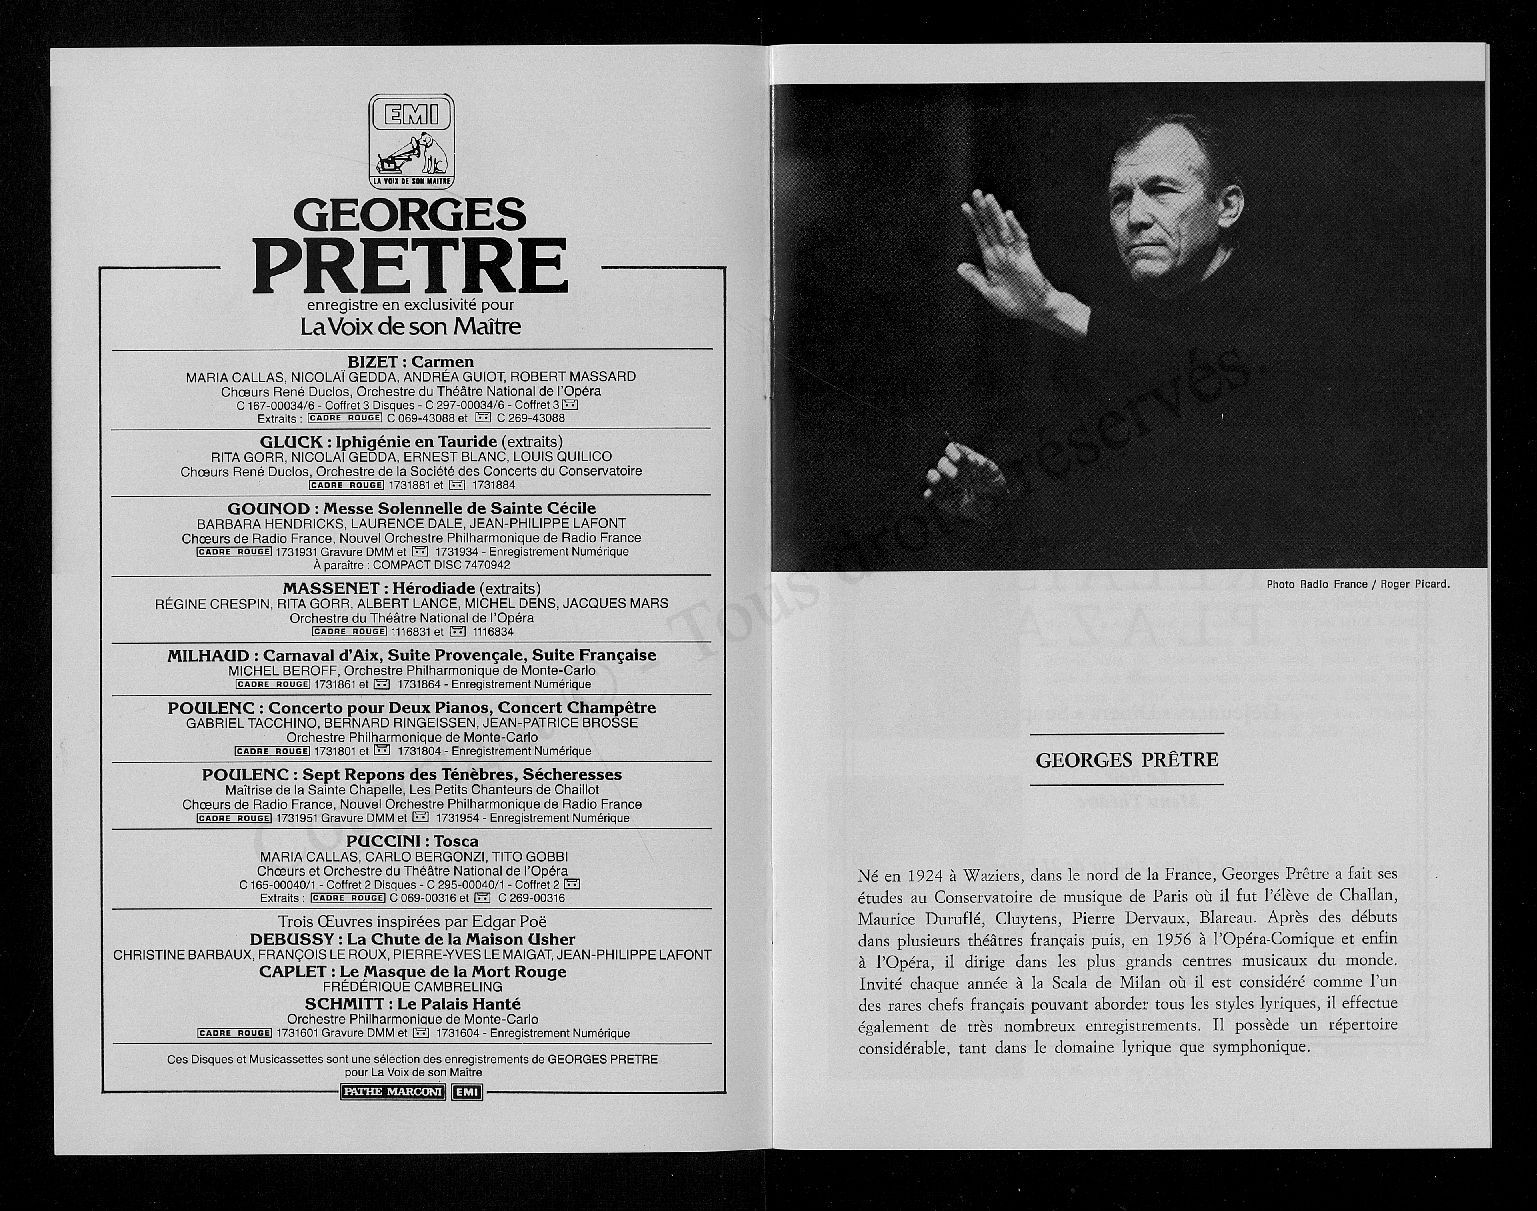 EMI
LA VOIX DE SON MAITRE
GEORGES
PRETRE
enregistre en exclusivité pour
La Voix de son Maître
BIZET : Carmen
MARIA CALLAS, NICOLAÏ GEDDA, ANDRÉA GUIOT, ROBERT MASSARD
Chœurs René Duclos, Orchestre du Théâtre National de l'Opéra
C 167-00034/6 - Coffret 3 Disques - C 297-00034/6 - Coffret 3
Extraits : CADRE ROUGE C 069-43088 et C 269-43088
GLUCK : Iphigénie en Tauride (extraits)
RITA GORR, NICOLAÏ GEDDA, ERNEST BLANC, LOUIS QUILICO
Chœurs René Duclos, Orchestre de la Société des Concerts du Conservatoire
CADRE ROUGE 1731881 et 1731884
GOUNOD : Messe Solennelle de Sainte Cécile
BARBARA HENDRICKS, LAURENCE DALE, JEAN-PHILIPPE LAFONT
Chœurs de Radio France, Nouvel Orchestre Philharmonique de Radio France
CADRE ROUGE 1731931 Gravure DMM et 1731934 - Enregistrement Numérique
À paraître : COMPACT DISC 7470942
MASSENET : Hérodiade (extraits)
RÉGINE CRESPIN, RITA GORR, ALBERT LANCE, MICHEL DENS, JACQUES MARS
Orchestre du Théâtre National de l'Opéra
CADRE ROUGE 1116831 et 1116834
MILHAUD : Carnaval d'Aix, Suite Provençale, Suite Française
MICHEL BEROFF, Orchestre Philharmonique de Monte-Carlo
CADRE ROUGE 1731861 et 1731864 - Enregistrement Numérique
POULENC : Concerto pour Deux Pianos, Concert Champêtre
GABRIEL TACCHINO, BERNARD RINGEISSEN, JEAN-PATRICE BROSSE
Orchestre Philharmonique de Monte-Carlo
CADRE ROUGE 1731801 et 1731804 - Enregistrement Numérique
POULENC : Sept Repons des Ténèbres, Sécheresses
Maîtrise de la Sainte Chapelle, Les Petits Chanteurs de Chaillot
Chœurs de Radio France, Nouvel Orchestre Philharmonique de Radio France
CADRE ROUGE 1731951 Gravure DMM et 1731954 - Enregistrement Numérique
PUCCINI : Tosca
MARIA CALLAS, CARLO BERGONZI, TITO GOBBI
Chœurs et Orchestre du Théâtre National de l'Opéra
C 165-00040/1 - Coffret 2 Disques - C 295-00040/1 - Coffret 2
Extraits : CADRE ROUGE C 069-00316 et C 269-00316
Trois Œuvres inspirées par Edgar Poë
DEBUSSY : La Chute de la Maison Usher
CHRISTINE BARBAUX, FRANÇOIS LE ROUX, PIERRE-YVES LE MAIGAT, JEAN-PHILIPPE LAFONT
CAPLET : Le Masque de la Mort Rouge
FRÉDÉRIQUE CAMBRELING
SCHMITT : Le Palais Hanté
Orchestre Philharmonique de Monte-Carlo
CADRE ROUGE 1731601 Gravure DMM et 1731604 - Enregistrement Numérique
Ces Disques et Musicassettes sont une sélection des enregistrements de GEORGES PRETRE
pour La Voix de son Maître
PATHE MARCONI EMI
Photo Radio France / Roger Picard.
GEORGES PRÊTRE
Né en 1924 à Waziers, dans le nord de la France, Georges Prêtre a fait ses
études au Conservatoire de musique de Paris où il fut l'élève de Challan,
Maurice Duruflé, Cluytens, Pierre Dervaux, Blareau. Après des débuts
dans plusieurs théâtres français puis, en 1956 à l'Opéra-Comique et enfin
à l'Opéra, il dirige dans les plus grands centres musicaux du monde.
Invité chaque année à la Scala de Milan où il est considéré comme l'un
des rares chefs français pouvant aborder tous les styles lyriques, il effectue
également de très nombreux enregistrements. Il possède un répertoire
considérable, tant dans le domaine lyrique que symphonique.